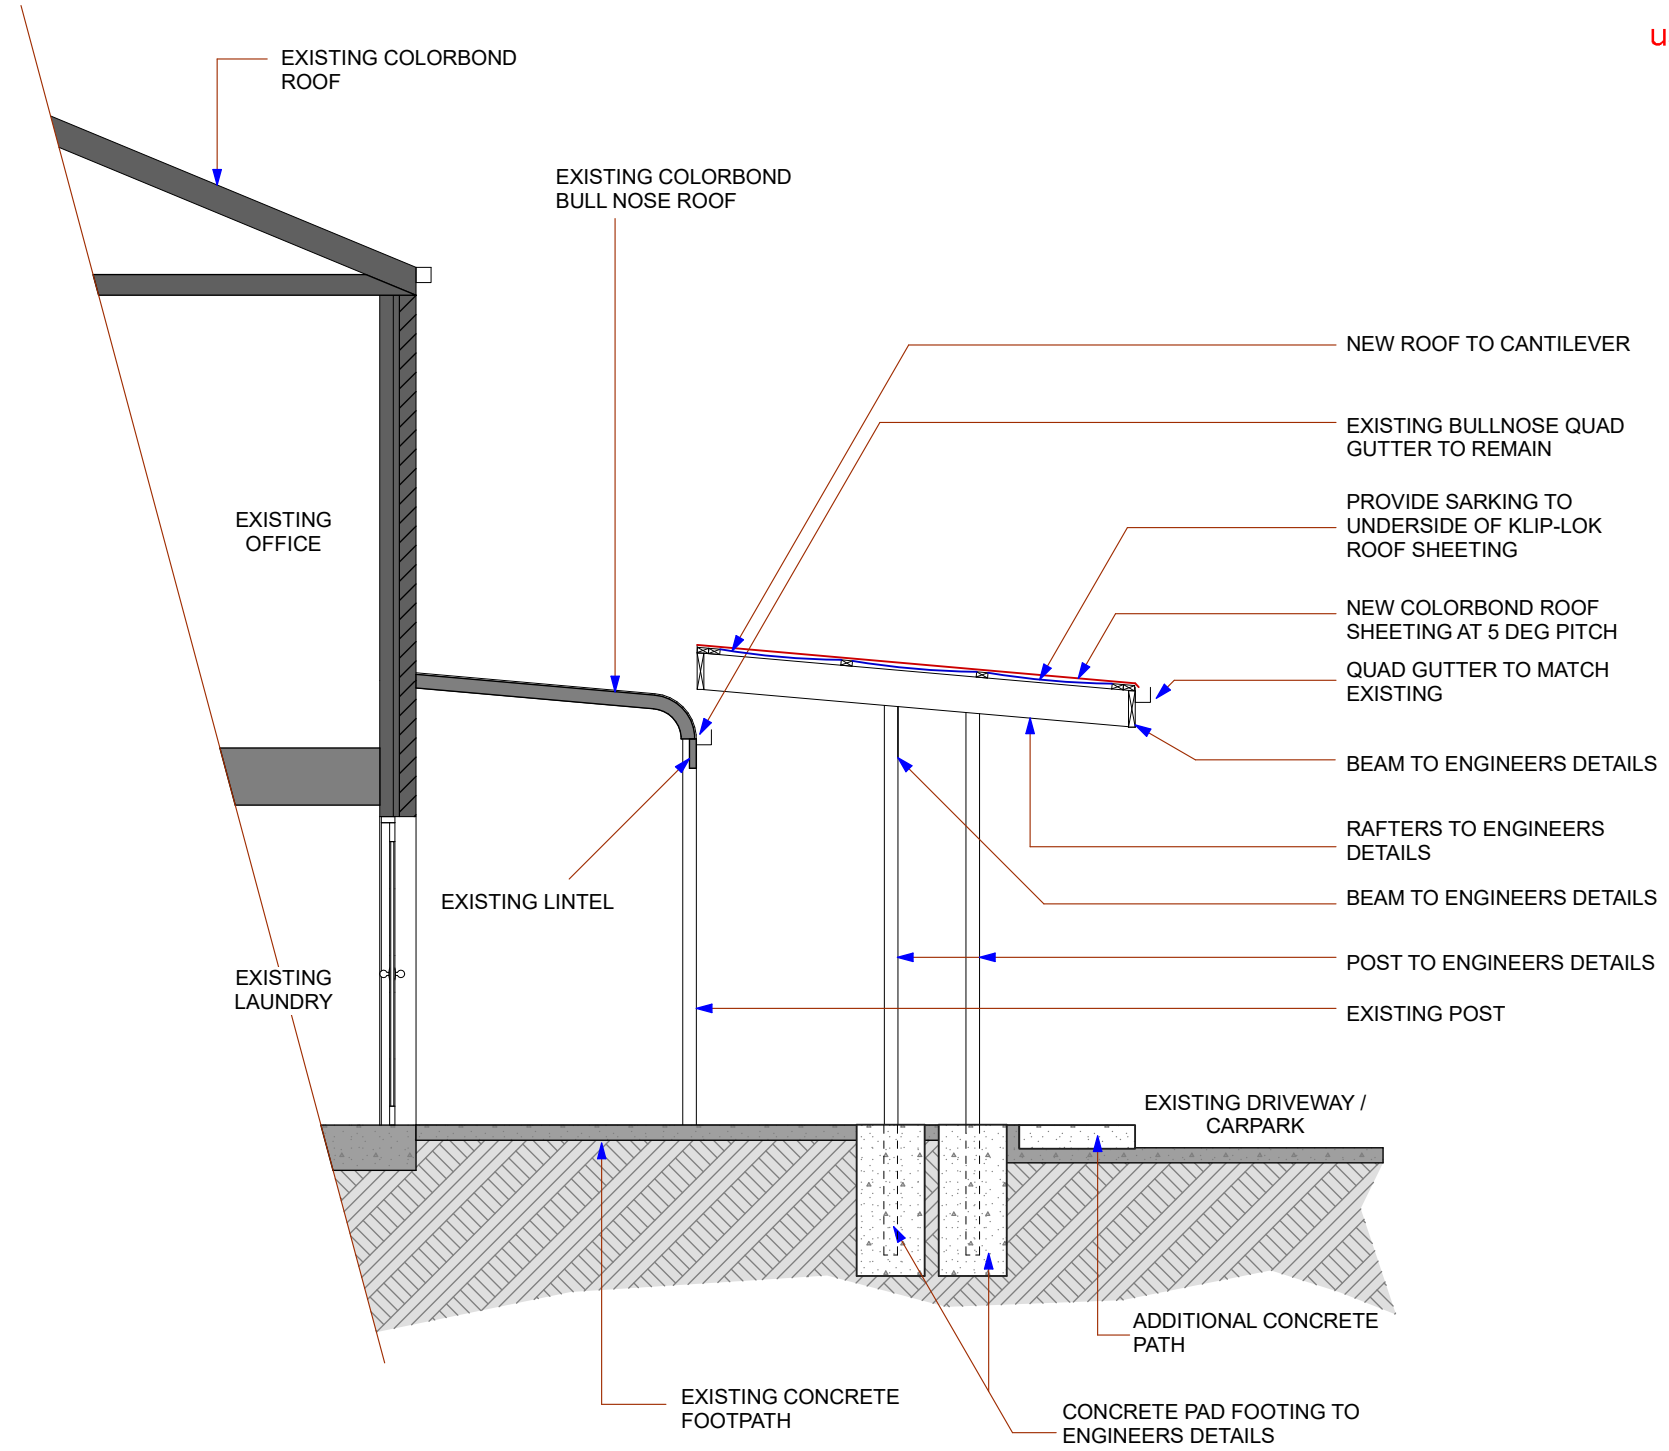 u
EXISTING COLORBOND
ROOF
EXISTING COLORBOND
BULL NOSE ROOF
NEW ROOF TO CANTILEVER
EXISTING BULLNOSE QUAD
GUTTER TO REMAIN
PROVIDE SARKING TO
UNDERSIDE OF KLIP-LOK
ROOF SHEETING
EXISTING
OFFICE
NEW COLORBOND ROOF
SHEETING AT 5 DEG PITCH
QUAD GUTTER TO MATCH
EXISTING
BEAM TO ENGINEERS DETAILS
RAFTERS TO ENGINEERS
DETAILS
BEAM TO ENGINEERS DETAILS
EXISTING LINTEL
POST TO ENGINEERS DETAILS
EXISTING
LAUNDRY
EXISTING POST
EXISTING DRIVEWAY /
CARPARK
ADDITIONAL CONCRETE
PATH
EXISTING CONCRETE
FOOTPATH
CONCRETE PAD FOOTING TO
ENGINEERS DETAILS